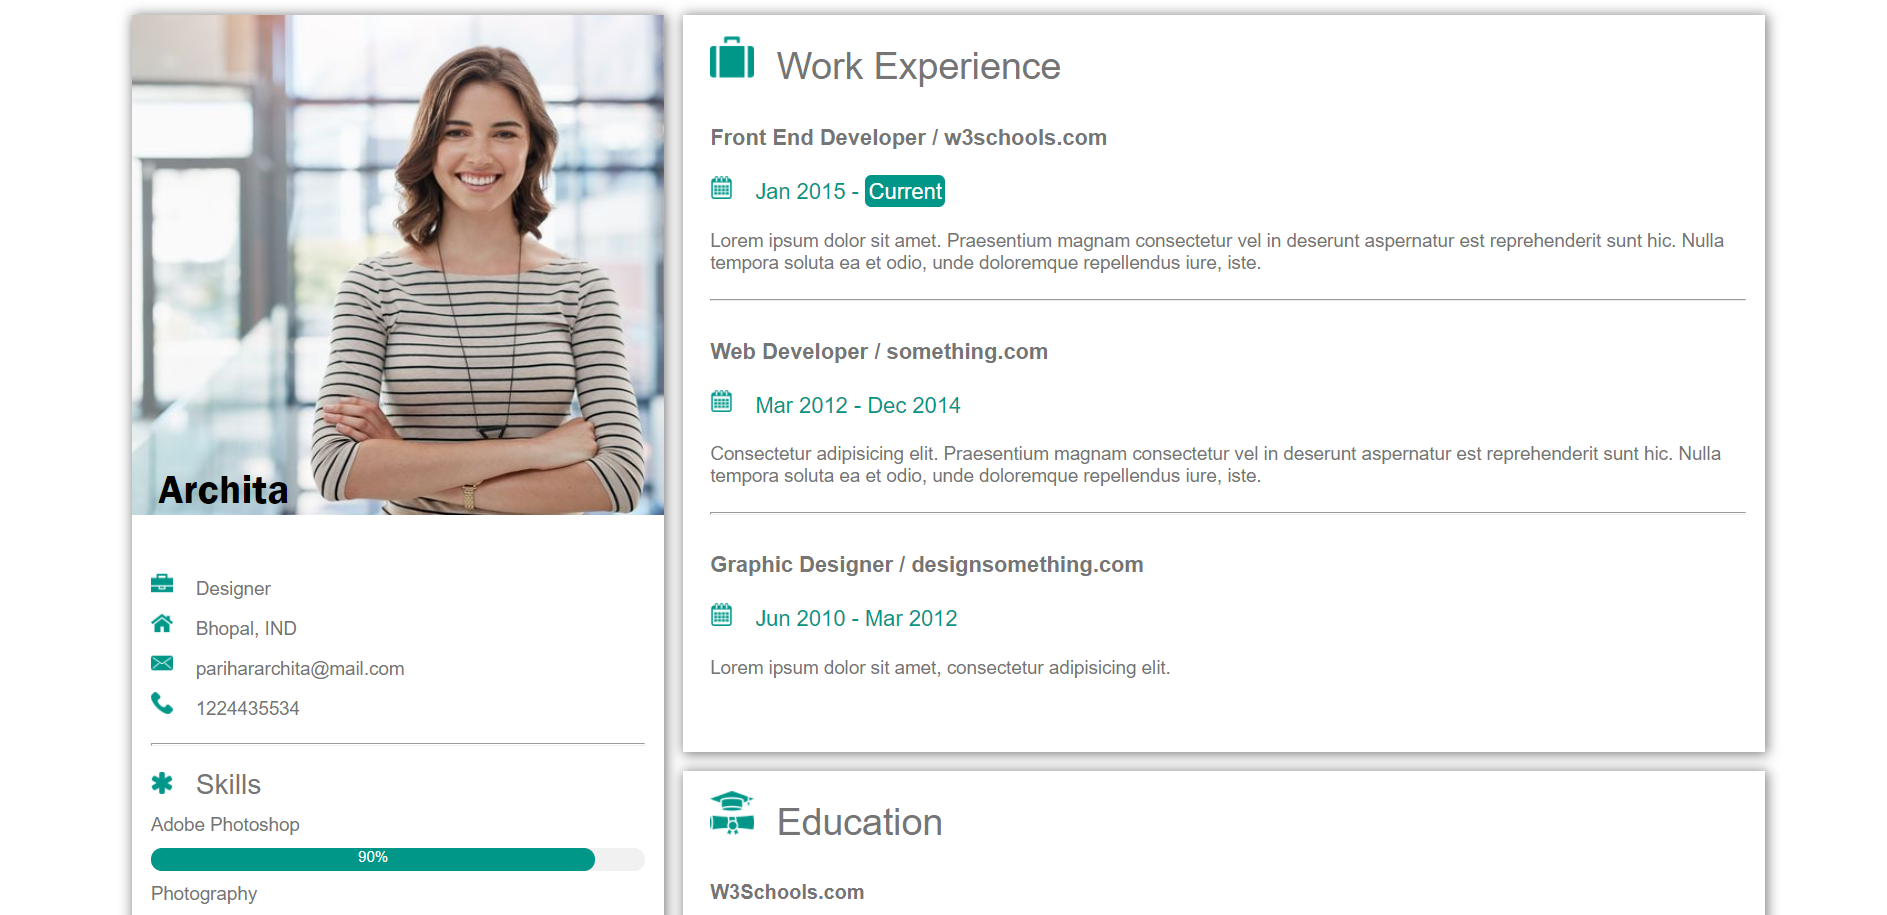 Archita
Designer
Bhopal, IND
parihararchita@mail.com
1224435534
Skills
Adobe Photoshop
90%
Photography
Work Experience
Front End Developer / w3schools.com
Jan 2015 - Current
Lorem ipsum dolor sit amet. Praesentium magnam consectetur vel in deserunt aspernatur est reprehenderit sunt hic. Nulla
tempora soluta ea et odio, unde doloremque repellendus iure, iste.
Web Developer / something.com
Mar 2012 - Dec 2014
Consectetur adipisicing elit. Praesentium magnam consectetur vel in deserunt aspernatur est reprehenderit sunt hic. Nulla
tempora soluta ea et odio, unde doloremque repellendus iure, iste.
Graphic Designer / designsomething.com
Jun 2010 - Mar 2012
Lorem ipsum dolor sit amet, consectetur adipisicing elit.
Education
W3Schools.com